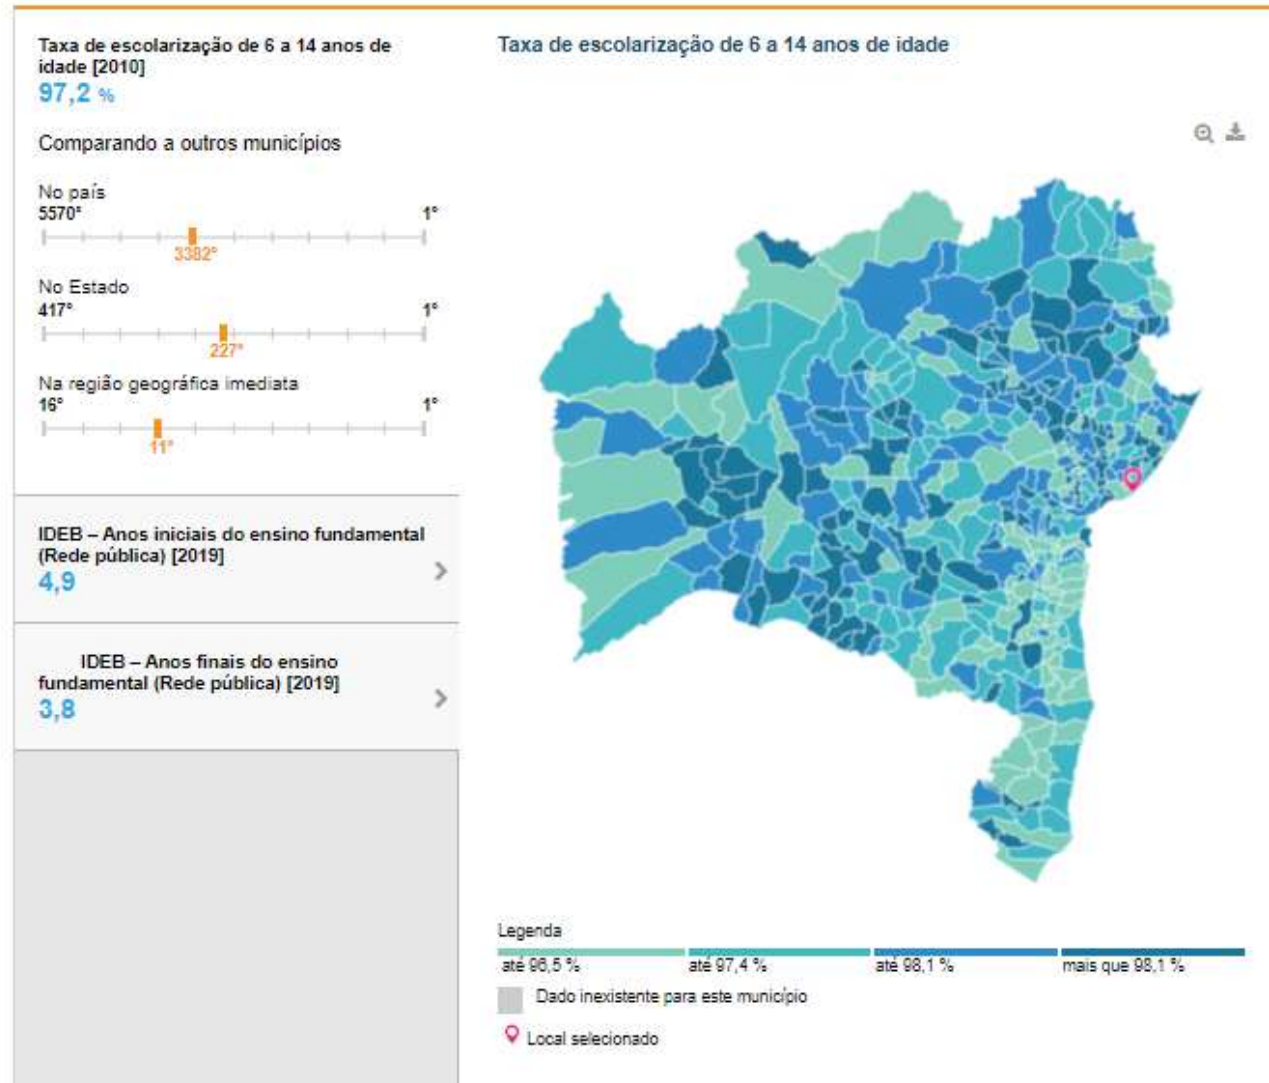 Taxa de escolarização de 6 a 14 anos de
idade [2010]
97,2 %
Comparando a outros municípios
No país
5570° 1°
3382°
No Estado
417° 1°
227°
Na região geográfica imediata
16° 1°
11°
IDEB – Anos iniciais do ensino fundamental
(Rede pública) [2019]
4,9
IDEB – Anos finais do ensino
fundamental (Rede pública) [2019]
3,8
Taxa de escolarização de 6 a 14 anos de idade
Legenda
até 96,5 % até 97,4 % até 98,1 % mais que 98,1 %
Dado inexistente para este município
Local selecionado